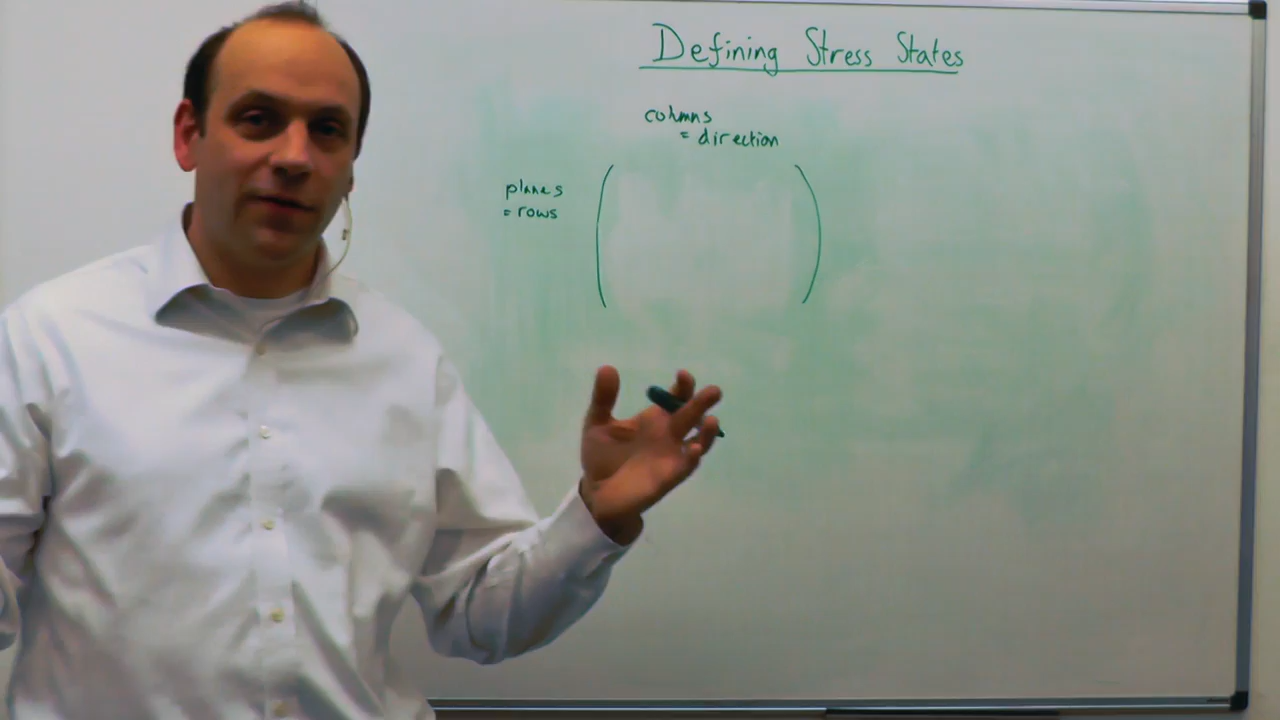 Defining Stress States
columns
= direction
planes
= rows